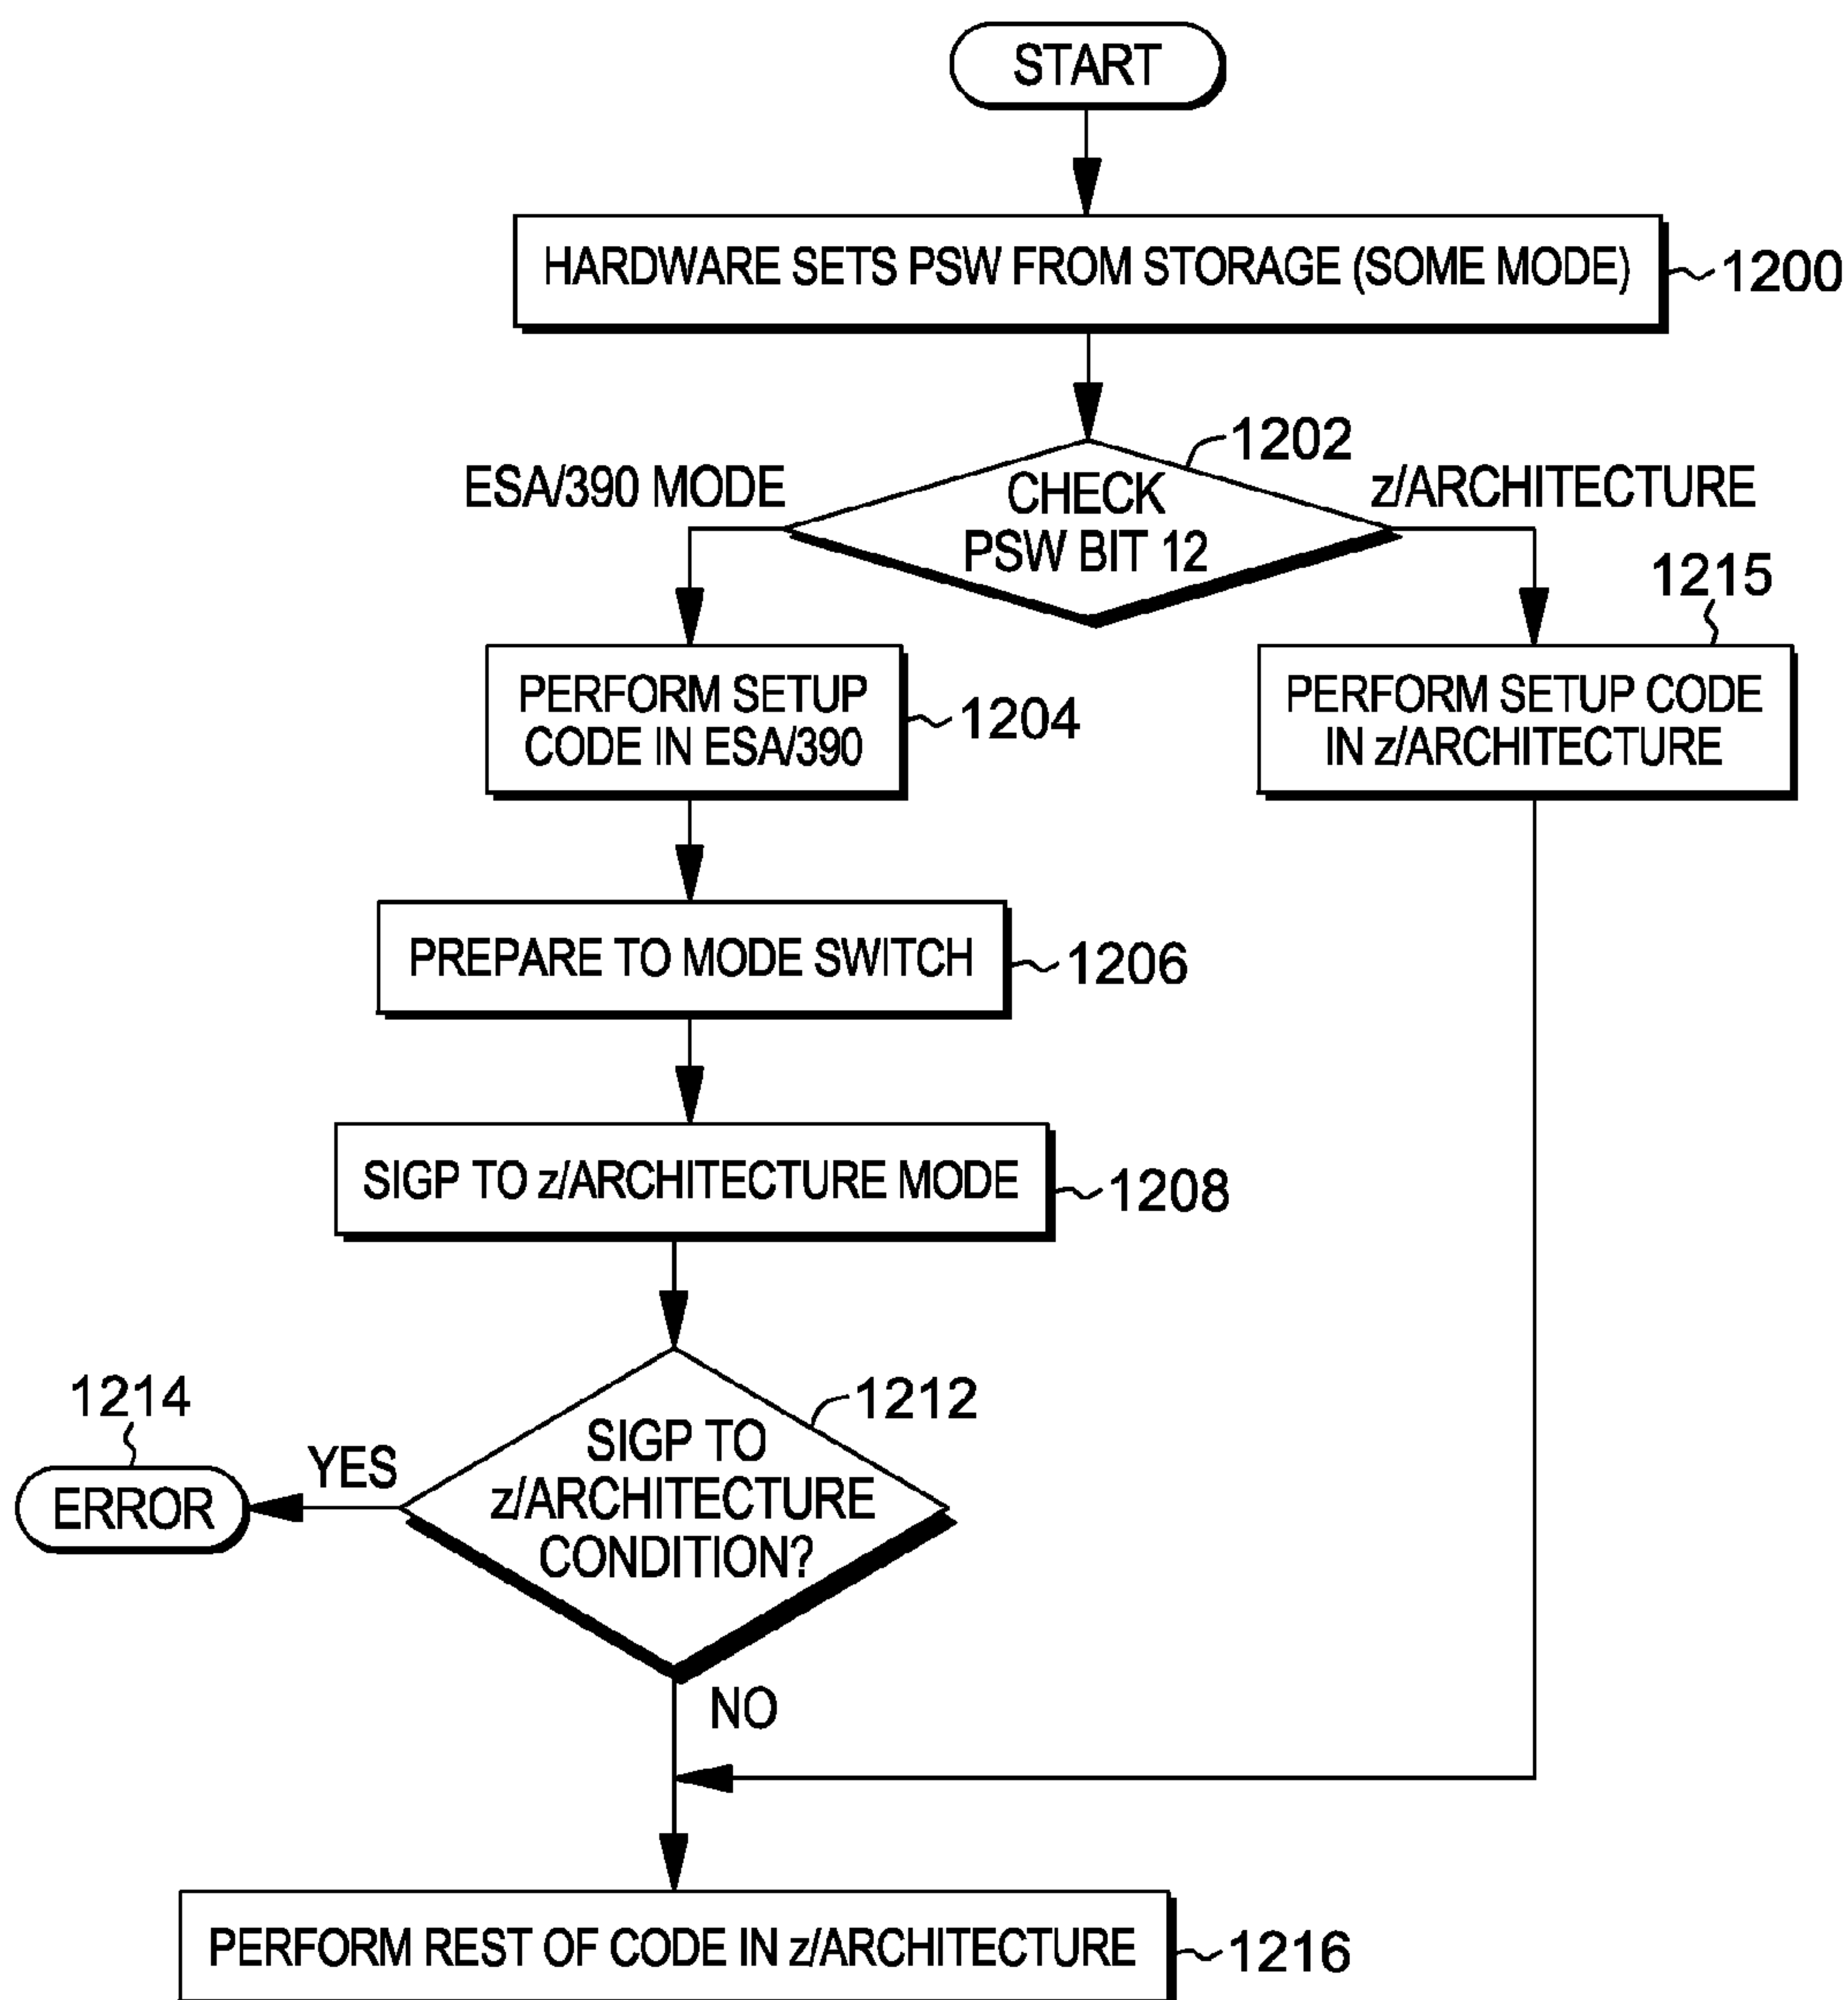 START
HARDWARE SETS PSW FROM STORAGE (SOME MODE)
1200
1202
ESA/390 MODE
CHECK
PSW BIT 12
z/ARCHITECTURE
1215
PERFORM SETUP
CODE IN ESA/390
1204
PERFORM SETUP CODE
IN z/ARCHITECTURE
PREPARE TO MODE SWITCH
1206
SIGP TO z/ARCHITECTURE MODE
1208
1214
1212
YES
ERROR
SIGP TO
z/ARCHITECTURE
CONDITION?
NO
PERFORM REST OF CODE IN z/ARCHITECTURE
1216